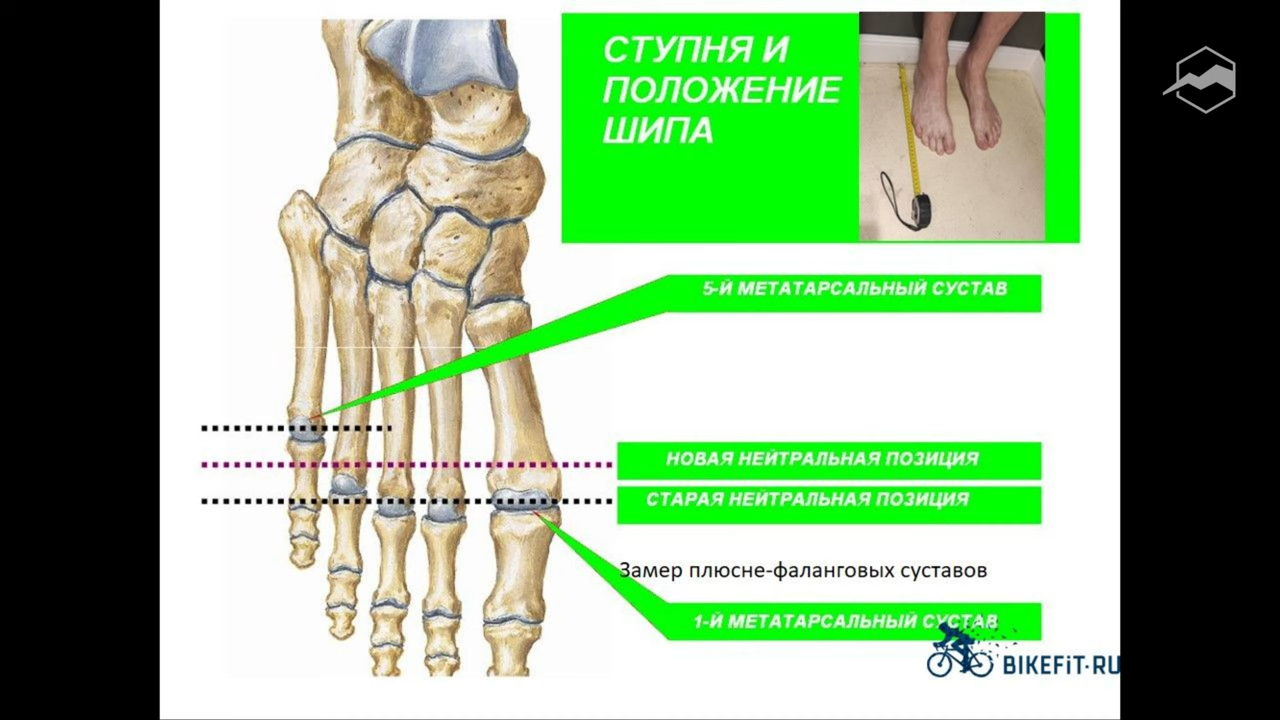 СТУПНЯ И
ПОЛОЖЕНИЕ
ШИПА
5-Й МЕТАТАРСАЛЬНЫЙ СУСТАВ
НОВАЯ НЕЙТРАЛЬНАЯ ПОЗИЦИЯ
СТАРАЯ НЕЙТРАЛЬНАЯ ПОЗИЦИЯ
Замер плюсне-фаланговых суставов
1-Й МЕТАТАРСАЛЬНЫЙ СУСТАВ
BIKEFiT·RU